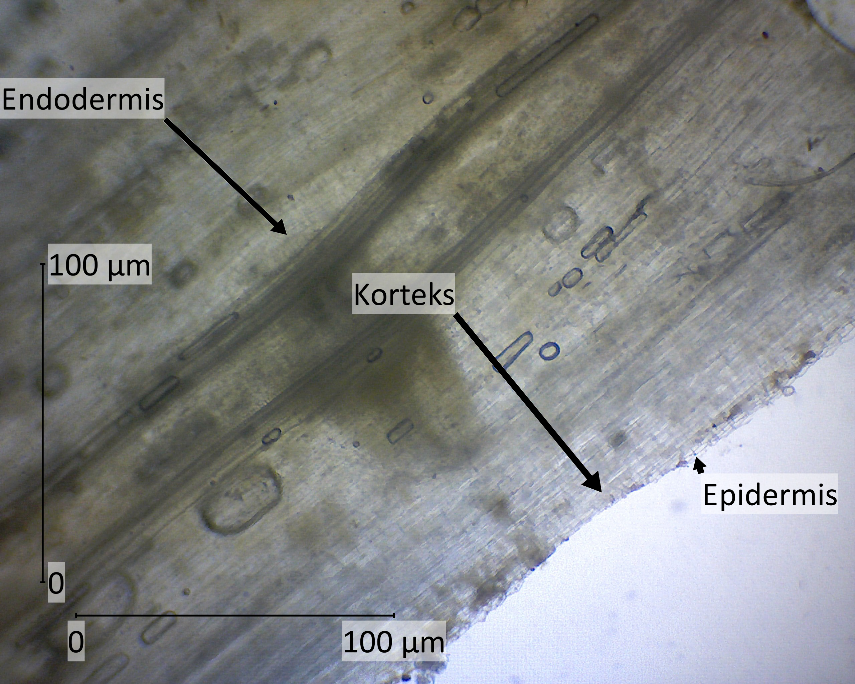 Endodermis
100 µm
Korteks
Epidermis
0
0
100 µm